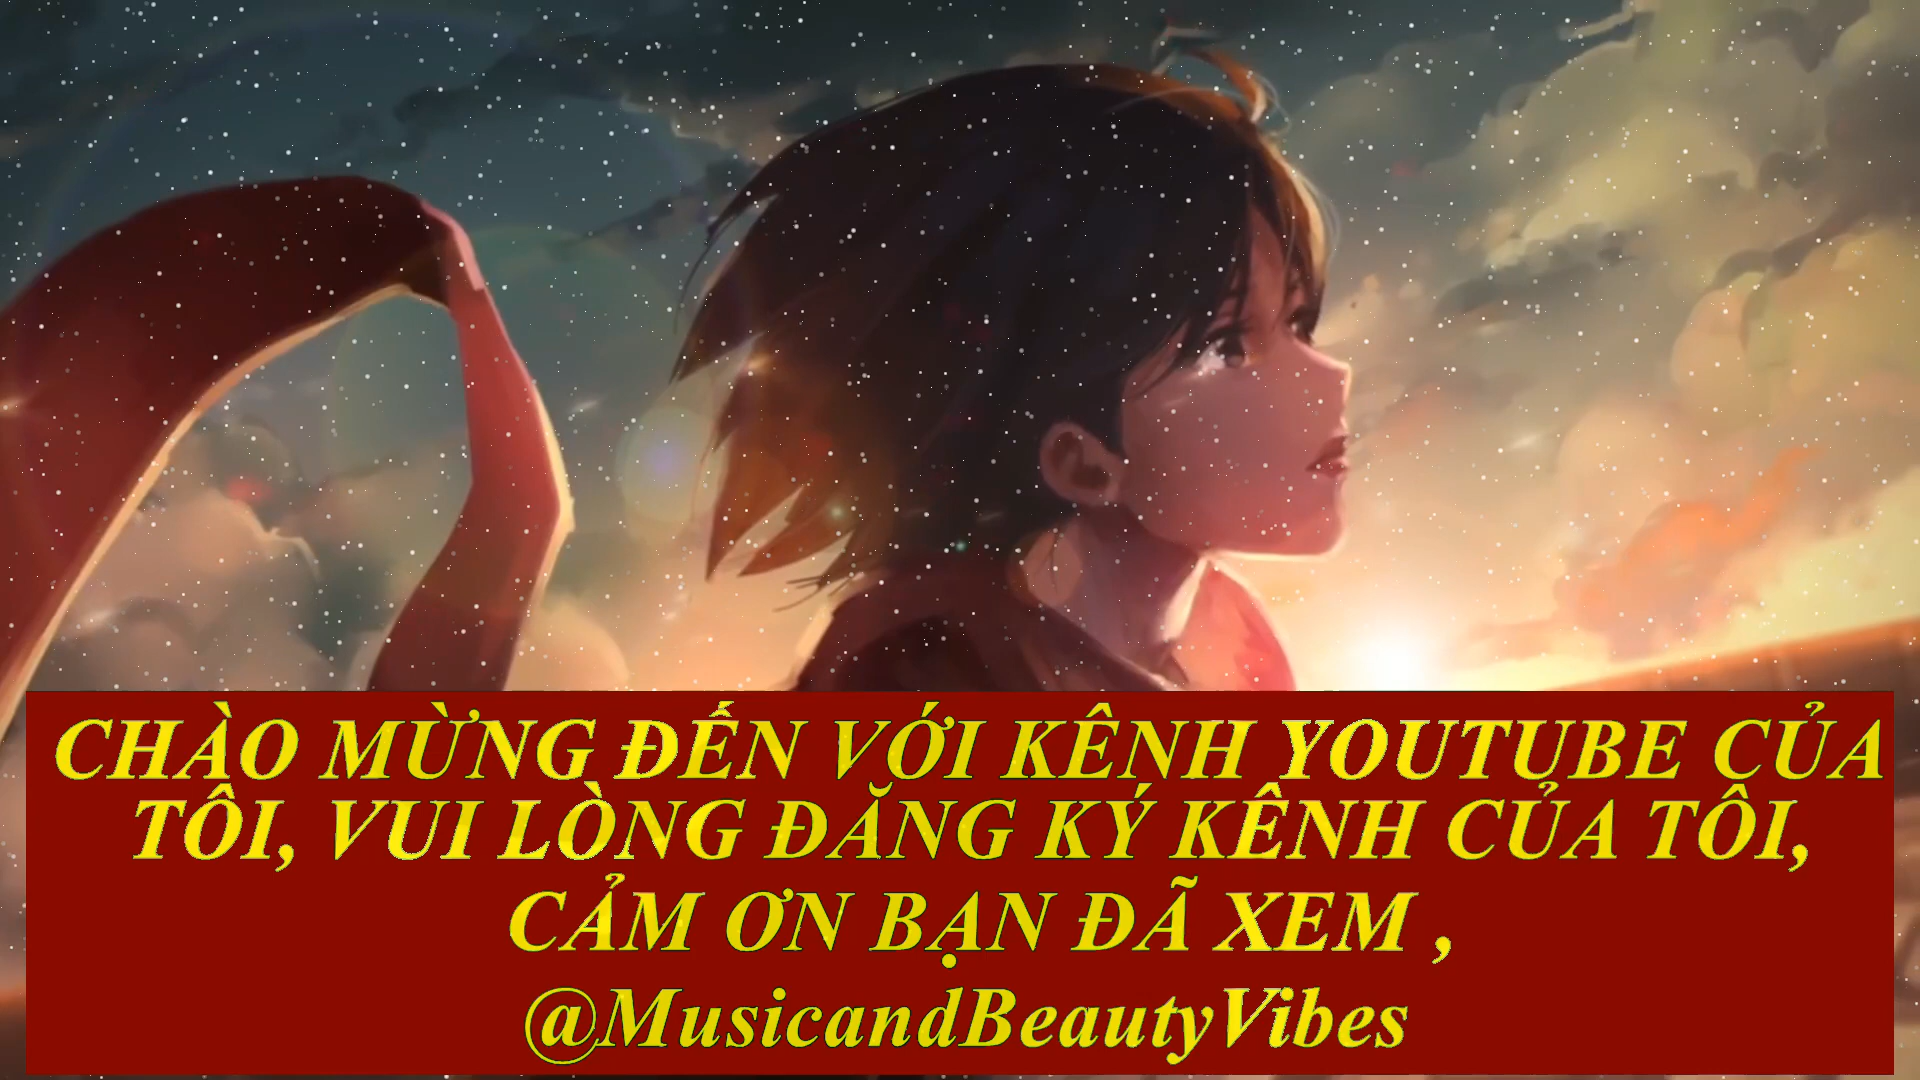 CHÀO MỪNG ĐẾN VỚI KÊNH YOUTUBE CỦA
TÔI, VUI LÒNG ĐĂNG KÝ KÊNH CỦA TÔI,
CẢM ƠN BẠN ĐÃ XEM ,
@MusicandBeautyVibes